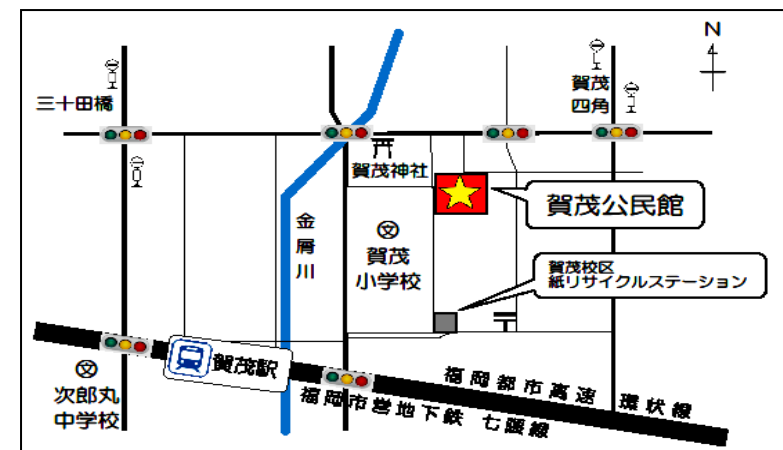 N
三十田橋
賀茂
四角
賀茂神社
賀茂公民館
金
屑
川
文
賀茂
小学校
賀茂校区
紙リサイクルステーション
賀茂駅
文
次郎丸
中学校
福岡都市高速 環状線
福岡市営地下鉄 七隈線